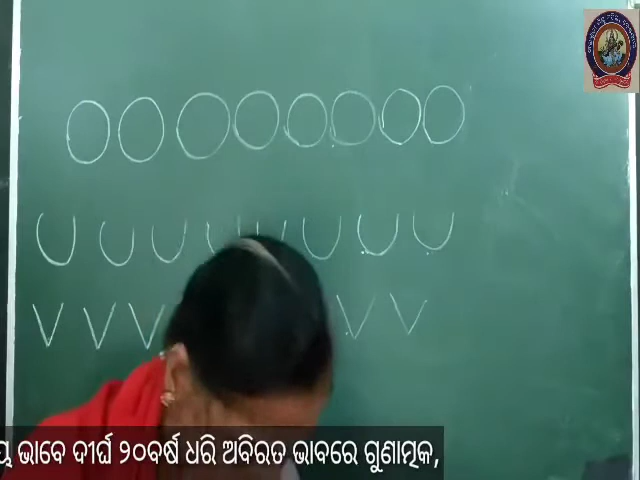 O O O O O O O O
U U U U U U U U
V V V V V
ଭାବେ ଦୀର୍ଘ ୨୦ବର୍ଷ ଧରି ଅବିରତ ଭାବରେ ଗୁଣାତ୍ମକ,